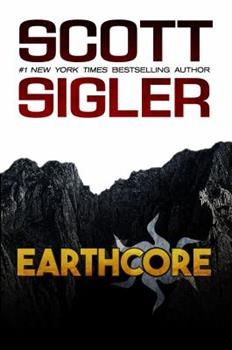 SCOTT
#1 NEW YORK TIMES BESTSELLING AUTHOR
SIGLER
EARTHCORE